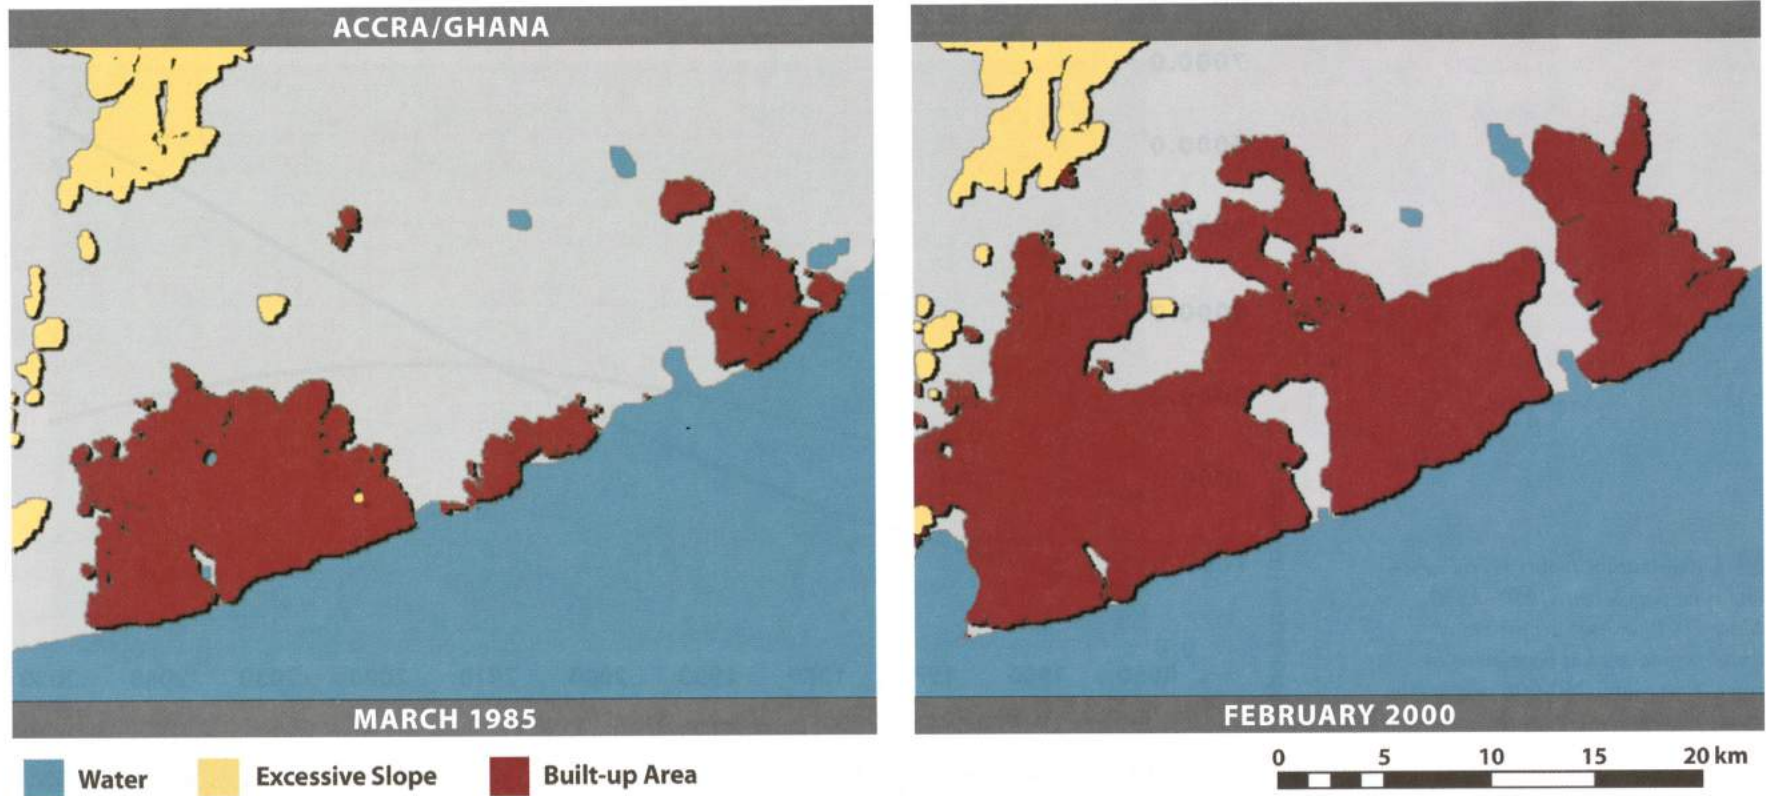 ACCRA/GHANA
MARCH 1985
FEBRUARY 2000
Water
Excessive Slope
Built-up Area
0 5 10 15 20 km